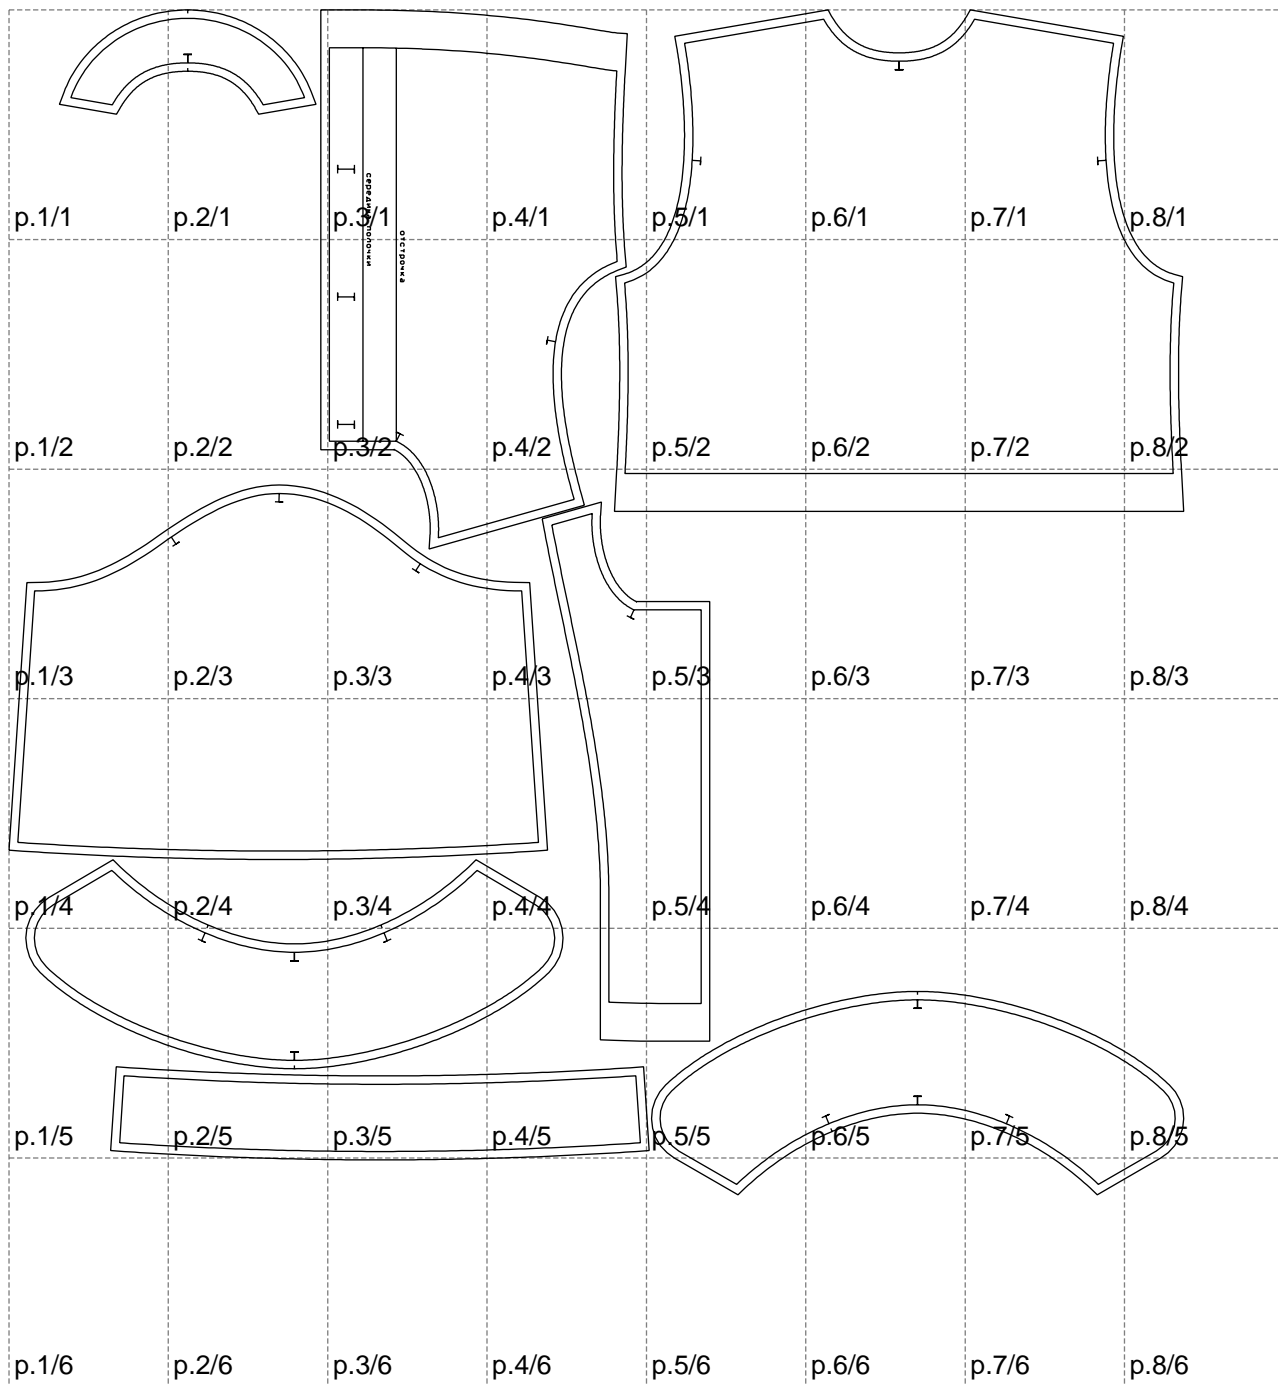 p.1/1 p.2/1 p.3/1 p.4/1 p.5/1 p.6/1 p.7/1 p.8/1
середина полочки
отстрочка
p.1/2 p.2/2 p.3/2 p.4/2 p.5/2 p.6/2 p.7/2 p.8/2
p.1/3 p.2/3 p.3/3 p.4/3 p.5/3 p.6/3 p.7/3 p.8/3
p.1/4 p.2/4 p.3/4 p.4/4 p.5/4 p.6/4 p.7/4 p.8/4
p.1/5 p.2/5 p.3/5 p.4/5 p.5/5 p.6/5 p.7/5 p.8/5
p.1/6 p.2/6 p.3/6 p.4/6 p.5/6 p.6/6 p.7/6 p.8/6